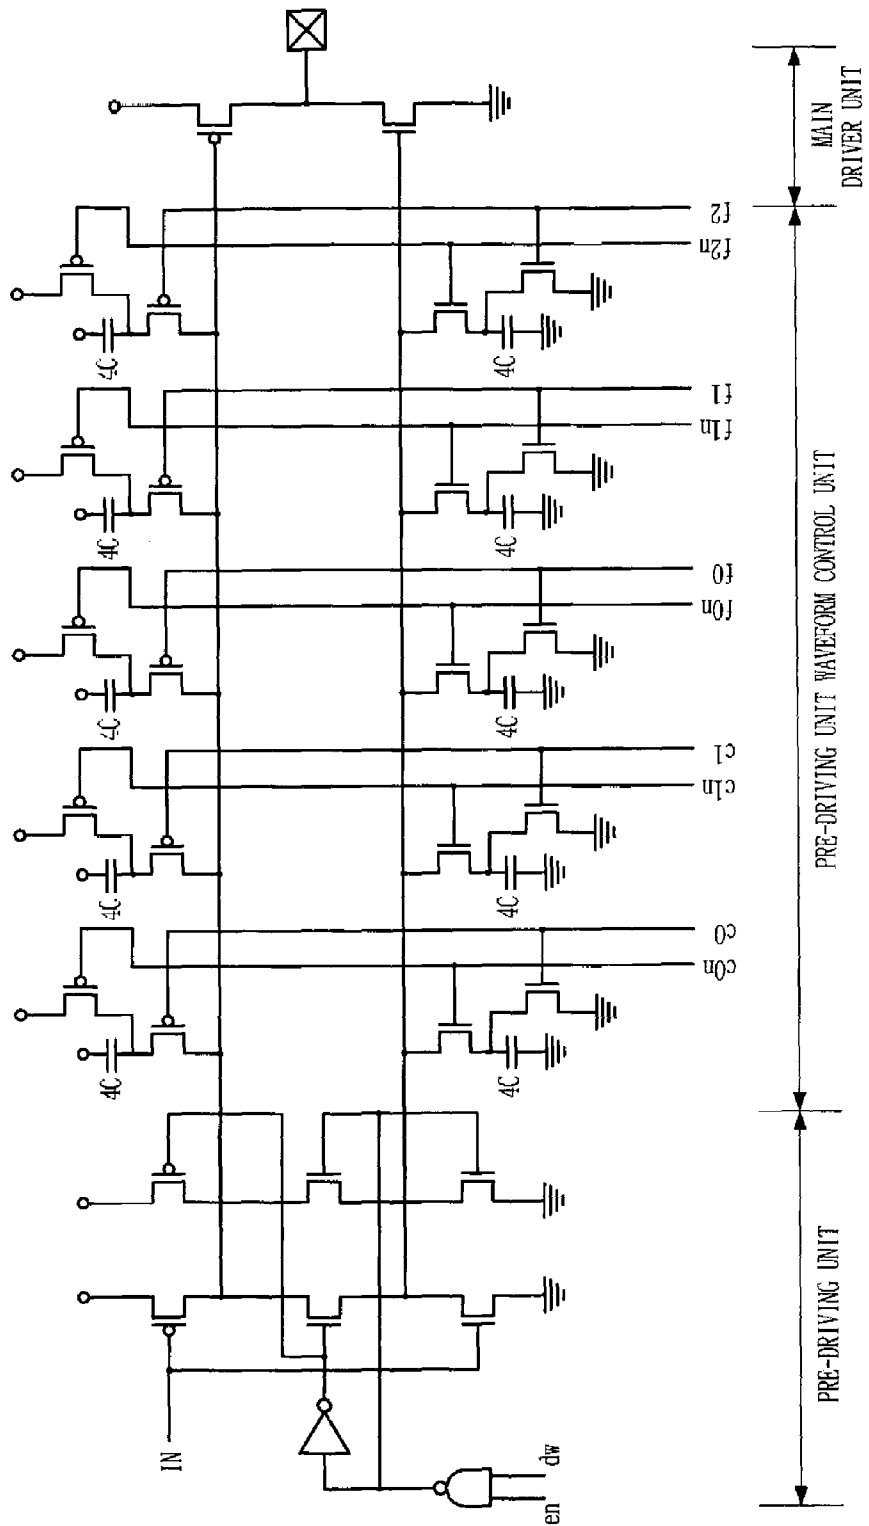 MAIN
DRIVER UNIT
f2
f2n
4C
4C
f1
f1n
4C
4C
f0
f0n
4C
4C
PRE-DRIVING UNIT WAVEFORM CONTROL UNIT
c1
c1n
4C
4C
c0
c0n
4C
4C
PRE-DRIVING UNIT
IN
dw
en